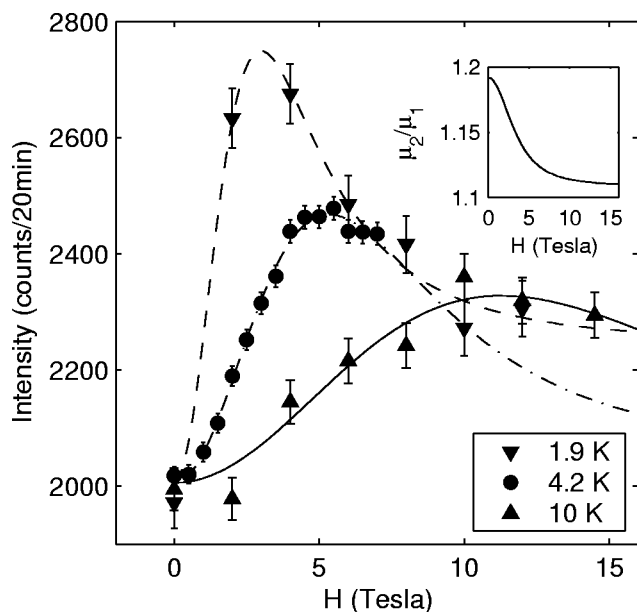 2800
2600
2400
2200
2000
Intensity (counts/20min)
0
5
10
15
H (Tesla)
1.2
1.15
1.1
μ₂/μ₁
0 5 10 15
H (Tesla)
1.9 K
4.2 K
10 K